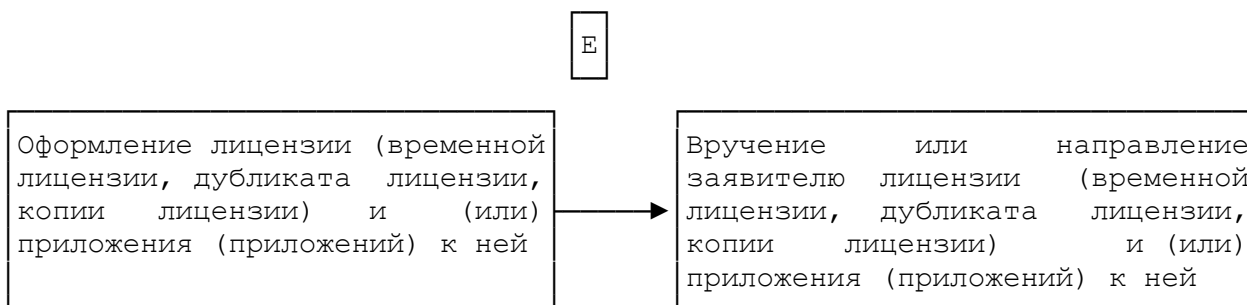 Е
Оформление лицензии (временной
лицензии, дубликата лицензии,
копии лицензии) и (или)
приложения (приложений) к ней
Вручение или направление
заявителю лицензии (временной
лицензии, дубликата лицензии,
копии лицензии) и (или)
приложения (приложений) к ней